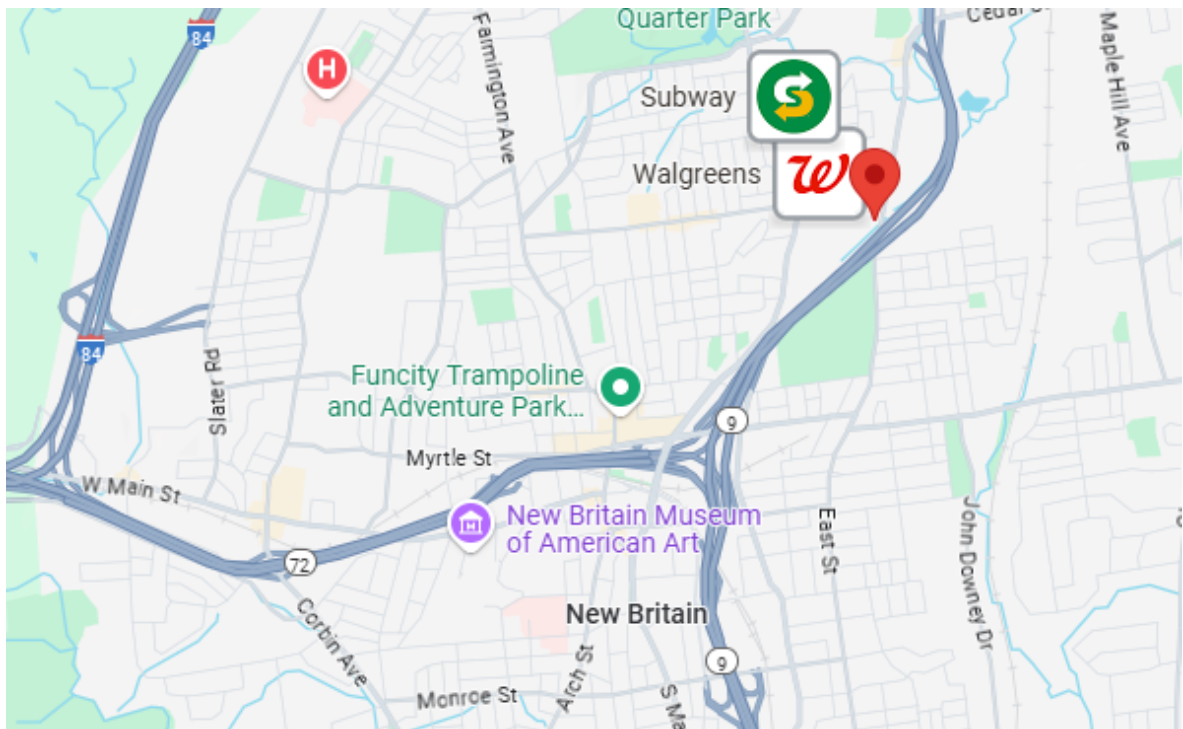 Quarter Park
Cedar S
84
Farmington Ave
Maple Hill Ave
H
Subway
S
Walgreens
W
84
Slater Rd
Funcity Trampoline
and Adventure Park...
9
Myrtle St
W Main St
New Britain Museum
of American Art
East St
John Downey Dr
72
Corbin Ave
New Britain
9
Monroe St
Arch St
S Ma